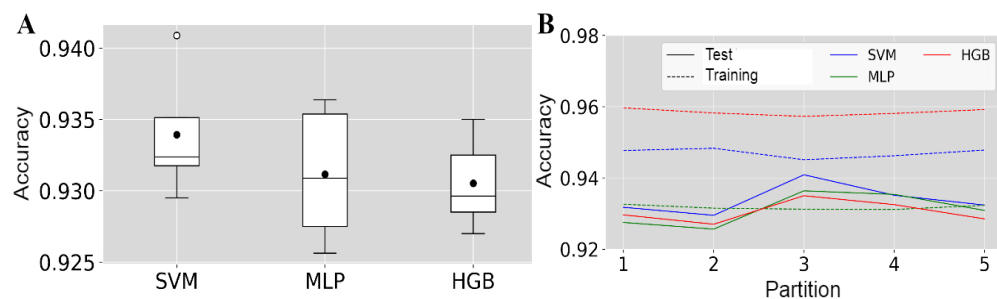 A
Accuracy
0.940
0.935
0.930
0.925
SVM MLP HGB
B
Accuracy
0.98
0.96
0.94
0.92
Test SVM HGB
Training MLP
1 2 3 4 5
Partition